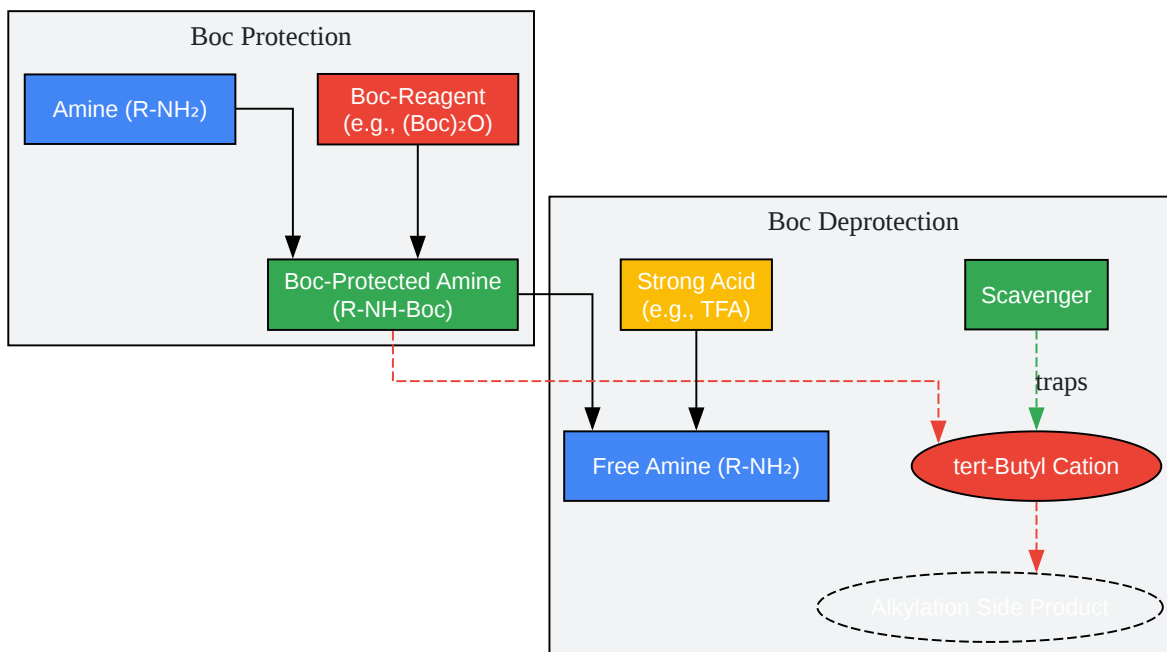 Boc Protection
Amine (R-NH₂)
Boc-Reagent
(e.g., (Boc)₂O)
Boc-Protected Amine
(R-NH-Boc)
Boc Deprotection
Strong Acid
(e.g., TFA)
Scavenger
traps
Free Amine (R-NH₂)
tert-Butyl Cation
Alkylation Side Product